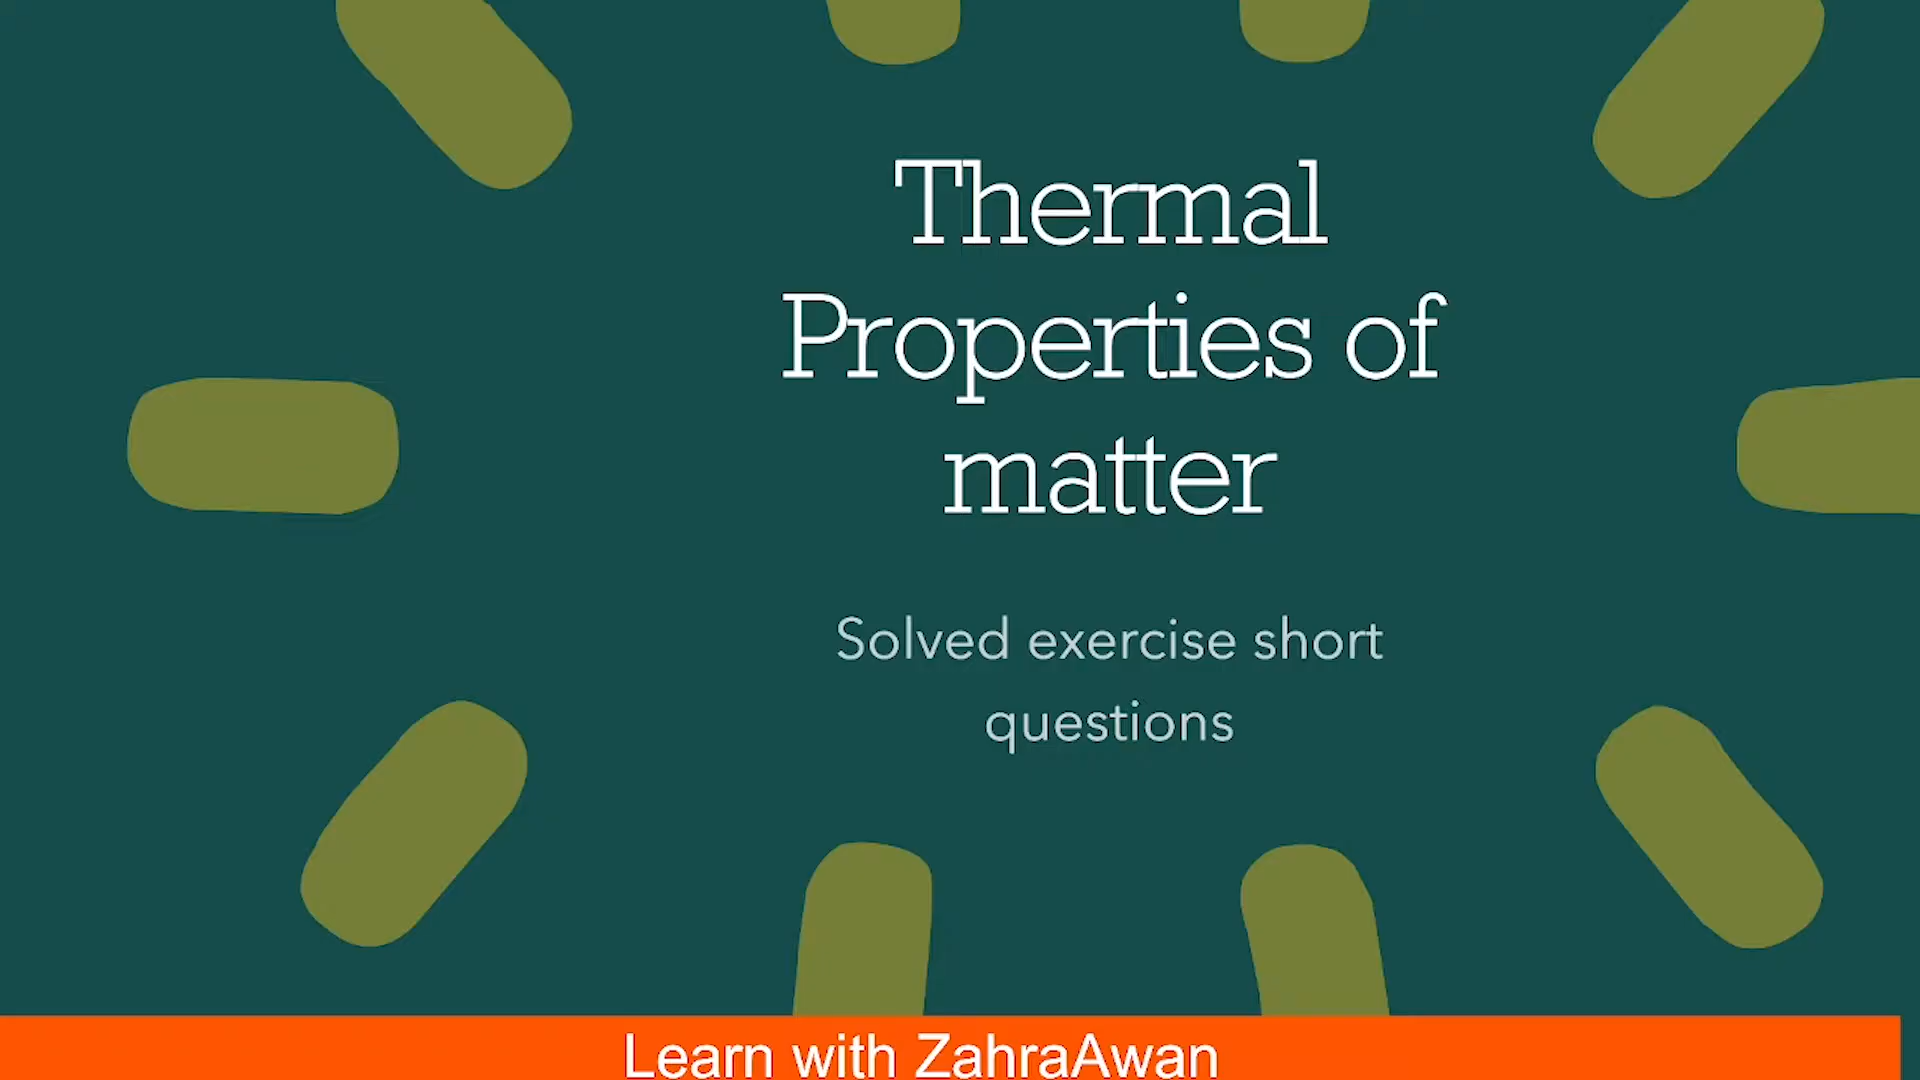 Thermal
Properties of
matter
Solved exercise short
questions
Learn with ZahraAwan